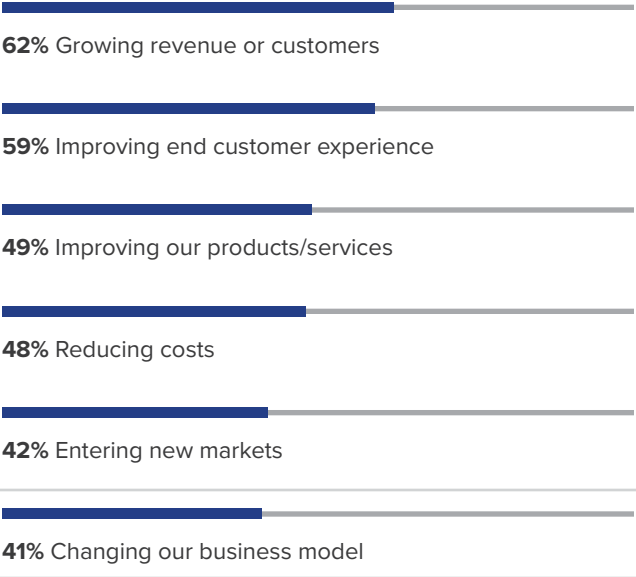 62% Growing revenue or customers
59% Improving end customer experience
49% Improving our products/services
48% Reducing costs
42% Entering new markets
41% Changing our business model